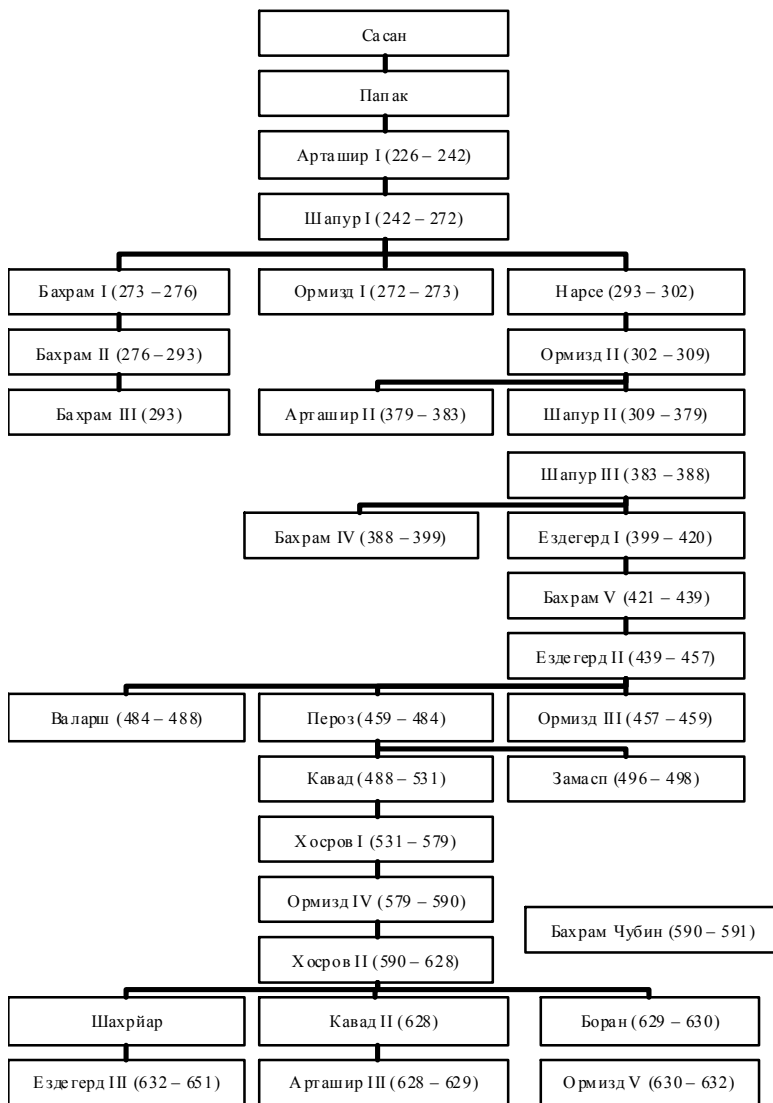 Сасан
Папак
Арташир I (226 – 242)
Шапур I (242 – 272)
Бахрам I (273 – 276)
Ормизд I (272 – 273)
Нарсе (293 – 302)
Бахрам II (276 – 293)
Ормизд II (302 – 309)
Бахрам III (293)
Арташир II (379 – 383)
Шапур II (309 – 379)
Шапур III (383 – 388)
Бахрам IV (388 – 399)
Ездегерд I (399 – 420)
Бахрам V (421 – 439)
Ездегерд II (439 – 457)
Валарш (484 – 488)
Пероз (459 – 484)
Ормизд III (457 – 459)
Кавад (488 – 531)
Замасп (496 – 498)
Хосров I (531 – 579)
Ормизд IV (579 – 590)
Бахрам Чубин (590 – 591)
Хосров II (590 – 628)
Шахрйар
Кавад II (628)
Боран (629 – 630)
Ездегерд III (632 – 651)
Арташир III (628 – 629)
Ормизд V (630 – 632)